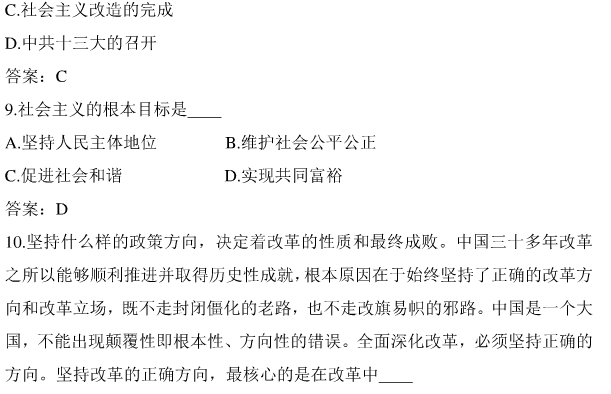 C.社会主义改造的完成
D.中共十三大的召开
答案：C
9.社会主义的根本目标是____
A.坚持人民主体地位 B.维护社会公平公正
C.促进社会和谐 D.实现共同富裕
答案：D
10.坚持什么样的政策方向，决定着改革的性质和最终成败。中国三十多年改革
之所以能够顺利推进并取得历史性成就，根本原因在于始终坚持了正确的改革方
向和改革立场，既不走封闭僵化的老路，也不走改旗易帜的邪路。中国是一个大
国，不能出现颠覆性即根本性、方向性的错误。全面深化改革，必须坚持正确的
方向。坚持改革的正确方向，最核心的是在改革中____